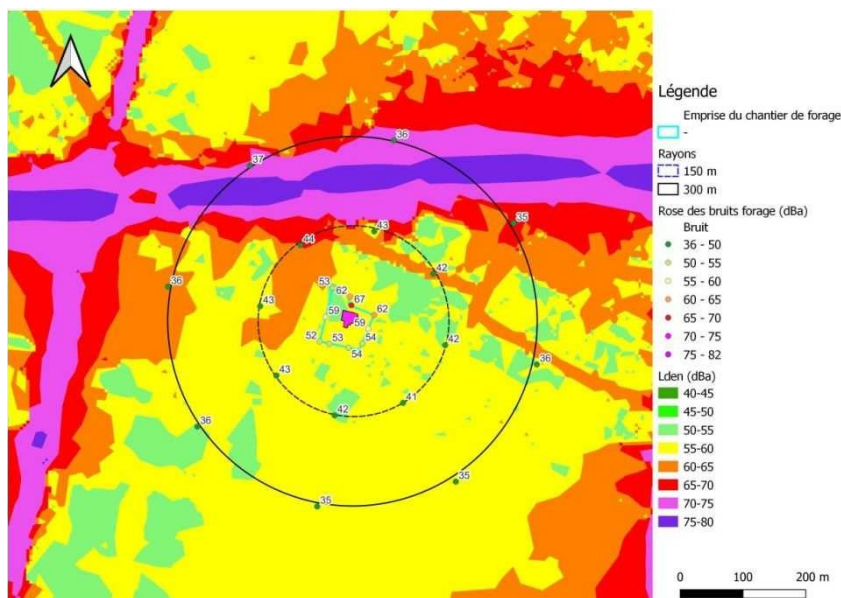 Légende
Emprise du chantier de forage
-
Rayons
150 m
300 m
Rose des bruits forage (dBa)
Bruit
36 - 50
50 - 55
55 - 60
60 - 65
65 - 70
70 - 75
75 - 82
Lden (dBa)
40-45
45-50
50-55
55-60
60-65
65-70
70-75
75-80
0 100 200 m
36
37
35
43
44
42
36
53
62
67
43
59
59
62
52
53
54
54
42
36
43
42
41
36
35
35